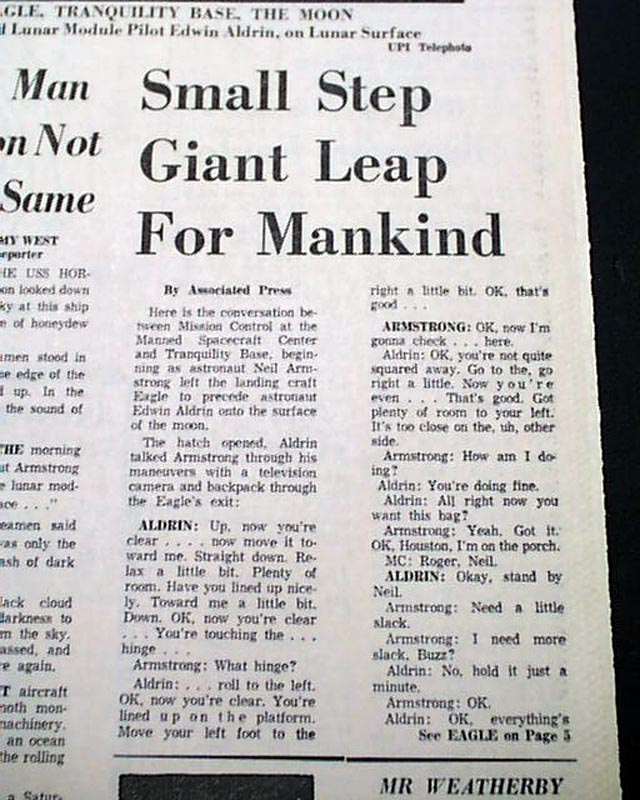 AGLE, TRANQUILITY BASE, THE MOON
Lunar Module Pilot Edwin Aldrin, on Lunar Surface
UPI Telephoto
Man
on Not
Same
MY WEST
eporter
HE USS HOR-
on looked down
ky at this ship
e of honeydew
amen stood in
e edge of the
d up. In the
the sound of
THE morning
ut Armstrong
e lunar mod-
ace . . ."
eamen said
was only the
ash of dark
lack cloud
darkness to
m the sky.
assed, and
re again.
T aircraft
moth mon-
machinery.
an ocean
the rolling
a Satur-
Small Step
Giant Leap
For Mankind
By Associated Press
Here is the conversation be-
tween Mission Control at the
Manned Spacecraft Center
and Tranquility Base, begin-
ning as astronaut Neil Arm-
strong left the landing craft
Eagle to precede astronaut
Edwin Aldrin onto the surface
of the moon.
The hatch opened, Aldrin
talked Armstrong through his
maneuvers with a television
camera and backpack through
the Eagle's exit:
ALDRIN: Up, now you're
clear . . . . now move it to-
ward me. Straight down. Re-
lax a little bit. Plenty of
room. Have you lined up nice-
ly. Toward me a little bit.
Down. OK, now you're clear
. . . You're touching the . . .
hinge . . .
Armstrong: What hinge?
Aldrin: . . . roll to the left.
OK, now you're clear. You're
lined up on the platform.
Move your left foot to the
right a little bit. OK, that's
good . . .
ARMSTRONG: OK, now I'm
gonna check . . . here.
Aldrin: OK, you're not quite
squared away. Go to the, go
right a little. Now you're
even . . . That's good. Got
plenty of room to your left.
It's too close on the, uh, other
side.
Armstrong: How am I do-
ing?
Aldrin: You're doing fine.
Aldrin: All right now you
want this bag?
Armstrong: Yeah. Got it.
OK, Houston, I'm on the porch.
MC: Roger, Neil.
ALDRIN: Okay, stand by
Neil.
Armstrong: Need a little
slack.
Armstrong: I need more
slack, Buzz?
Aldrin: No, hold it just a
minute.
Armstrong: OK.
Aldrin: OK, everything's
See EAGLE on Page 5
MR WEATHERBY